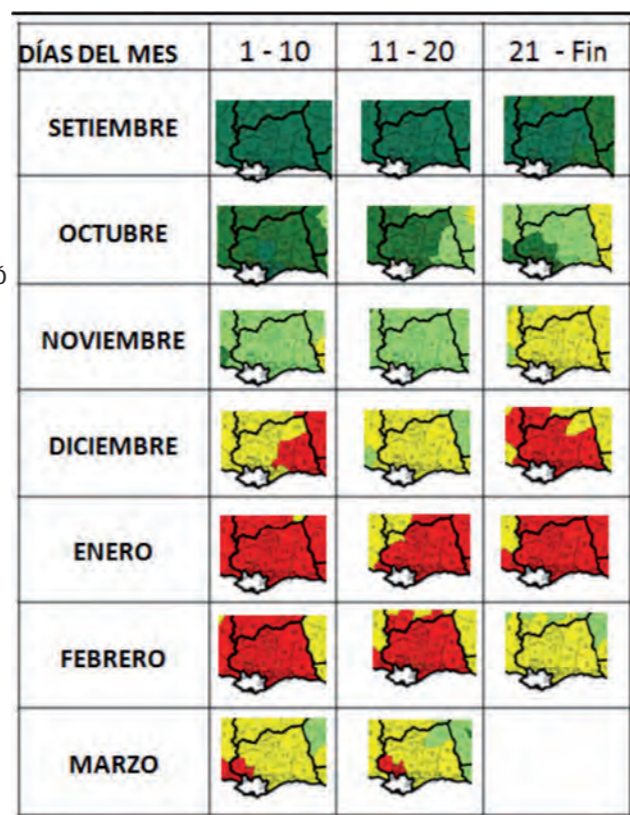 DÍAS DEL MES 1 - 10 11 - 20 21 - Fin
SETIEMBRE
OCTUBRE
ó
NOVIEMBRE
DICIEMBRE
ENERO
FEBRERO
MARZO